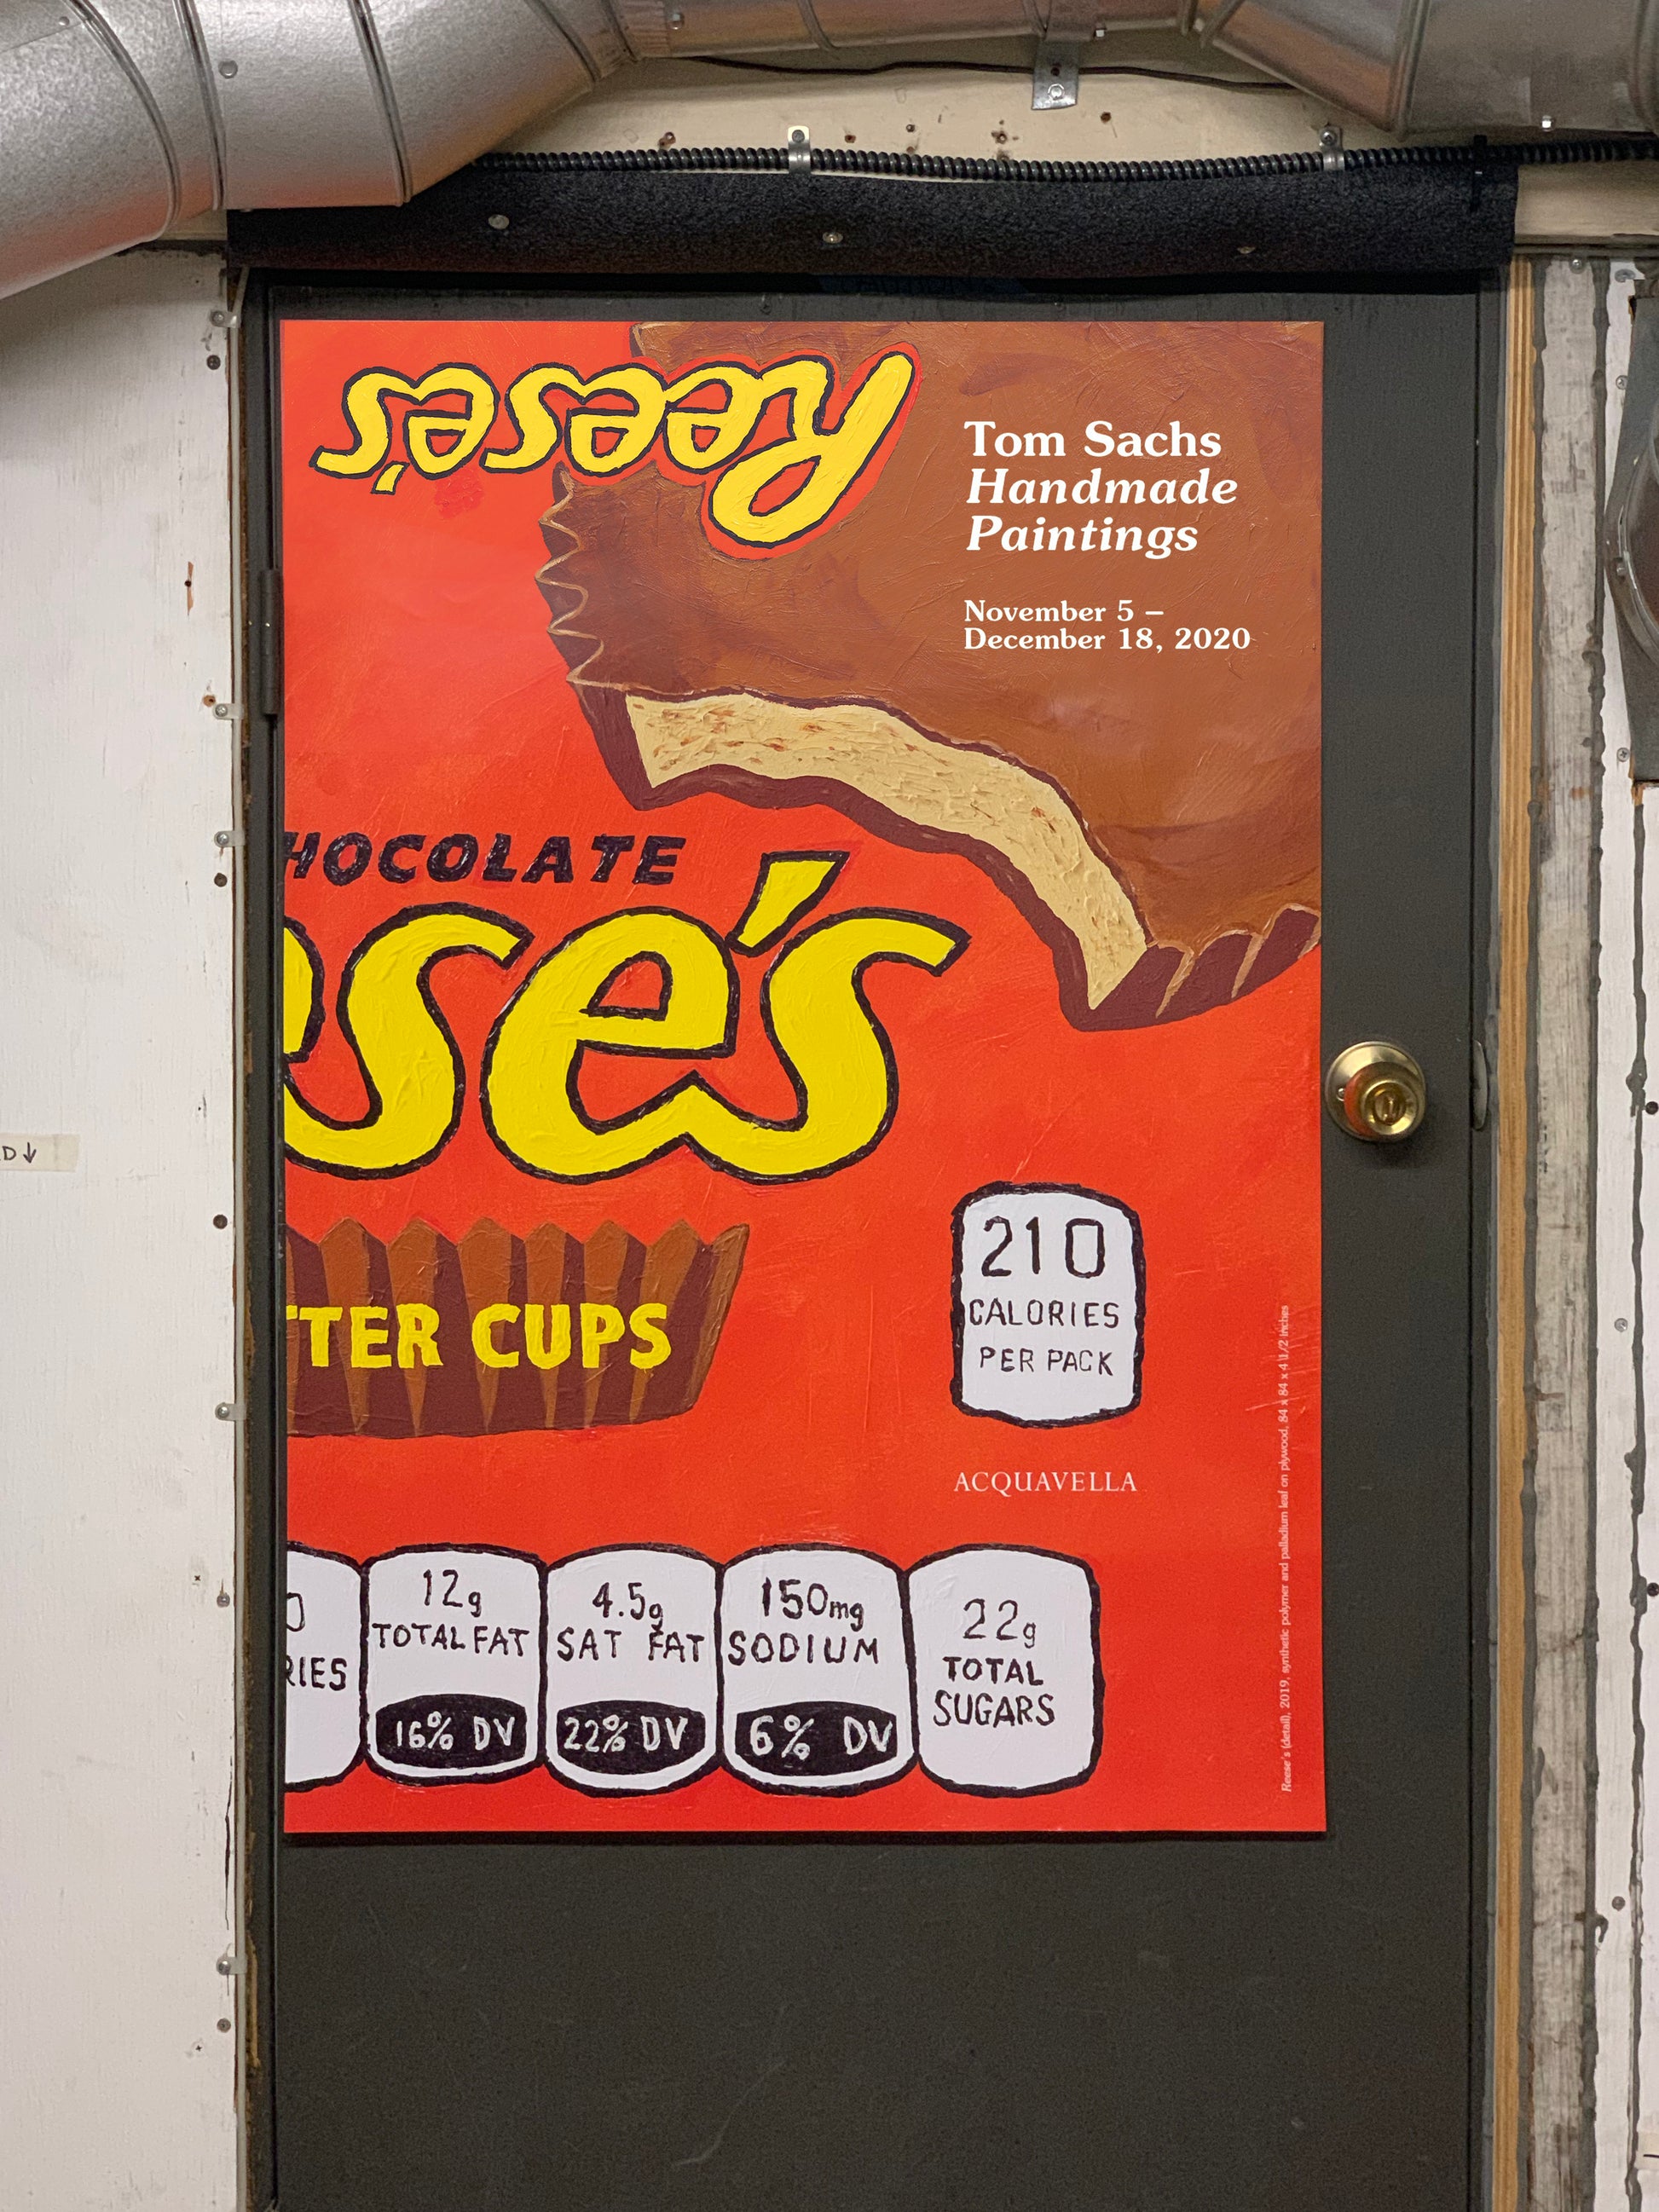 Reese's
Tom Sachs
Handmade
Paintings
November 5 –
December 18, 2020
HOCOLATE
ese's
TTER CUPS
210
CALORIES
PER PACK
ACQUAVELLA
0
RIES
12g
TOTAL FAT
16% DV
4.5g
SAT FAT
22% DV
150mg
SODIUM
6% DV
22g
TOTAL
SUGARS
Reese's (detail), 2019, synthetic polymer and palladium leaf on plywood, 84 x 84 x 4 1/2 inches
D↓